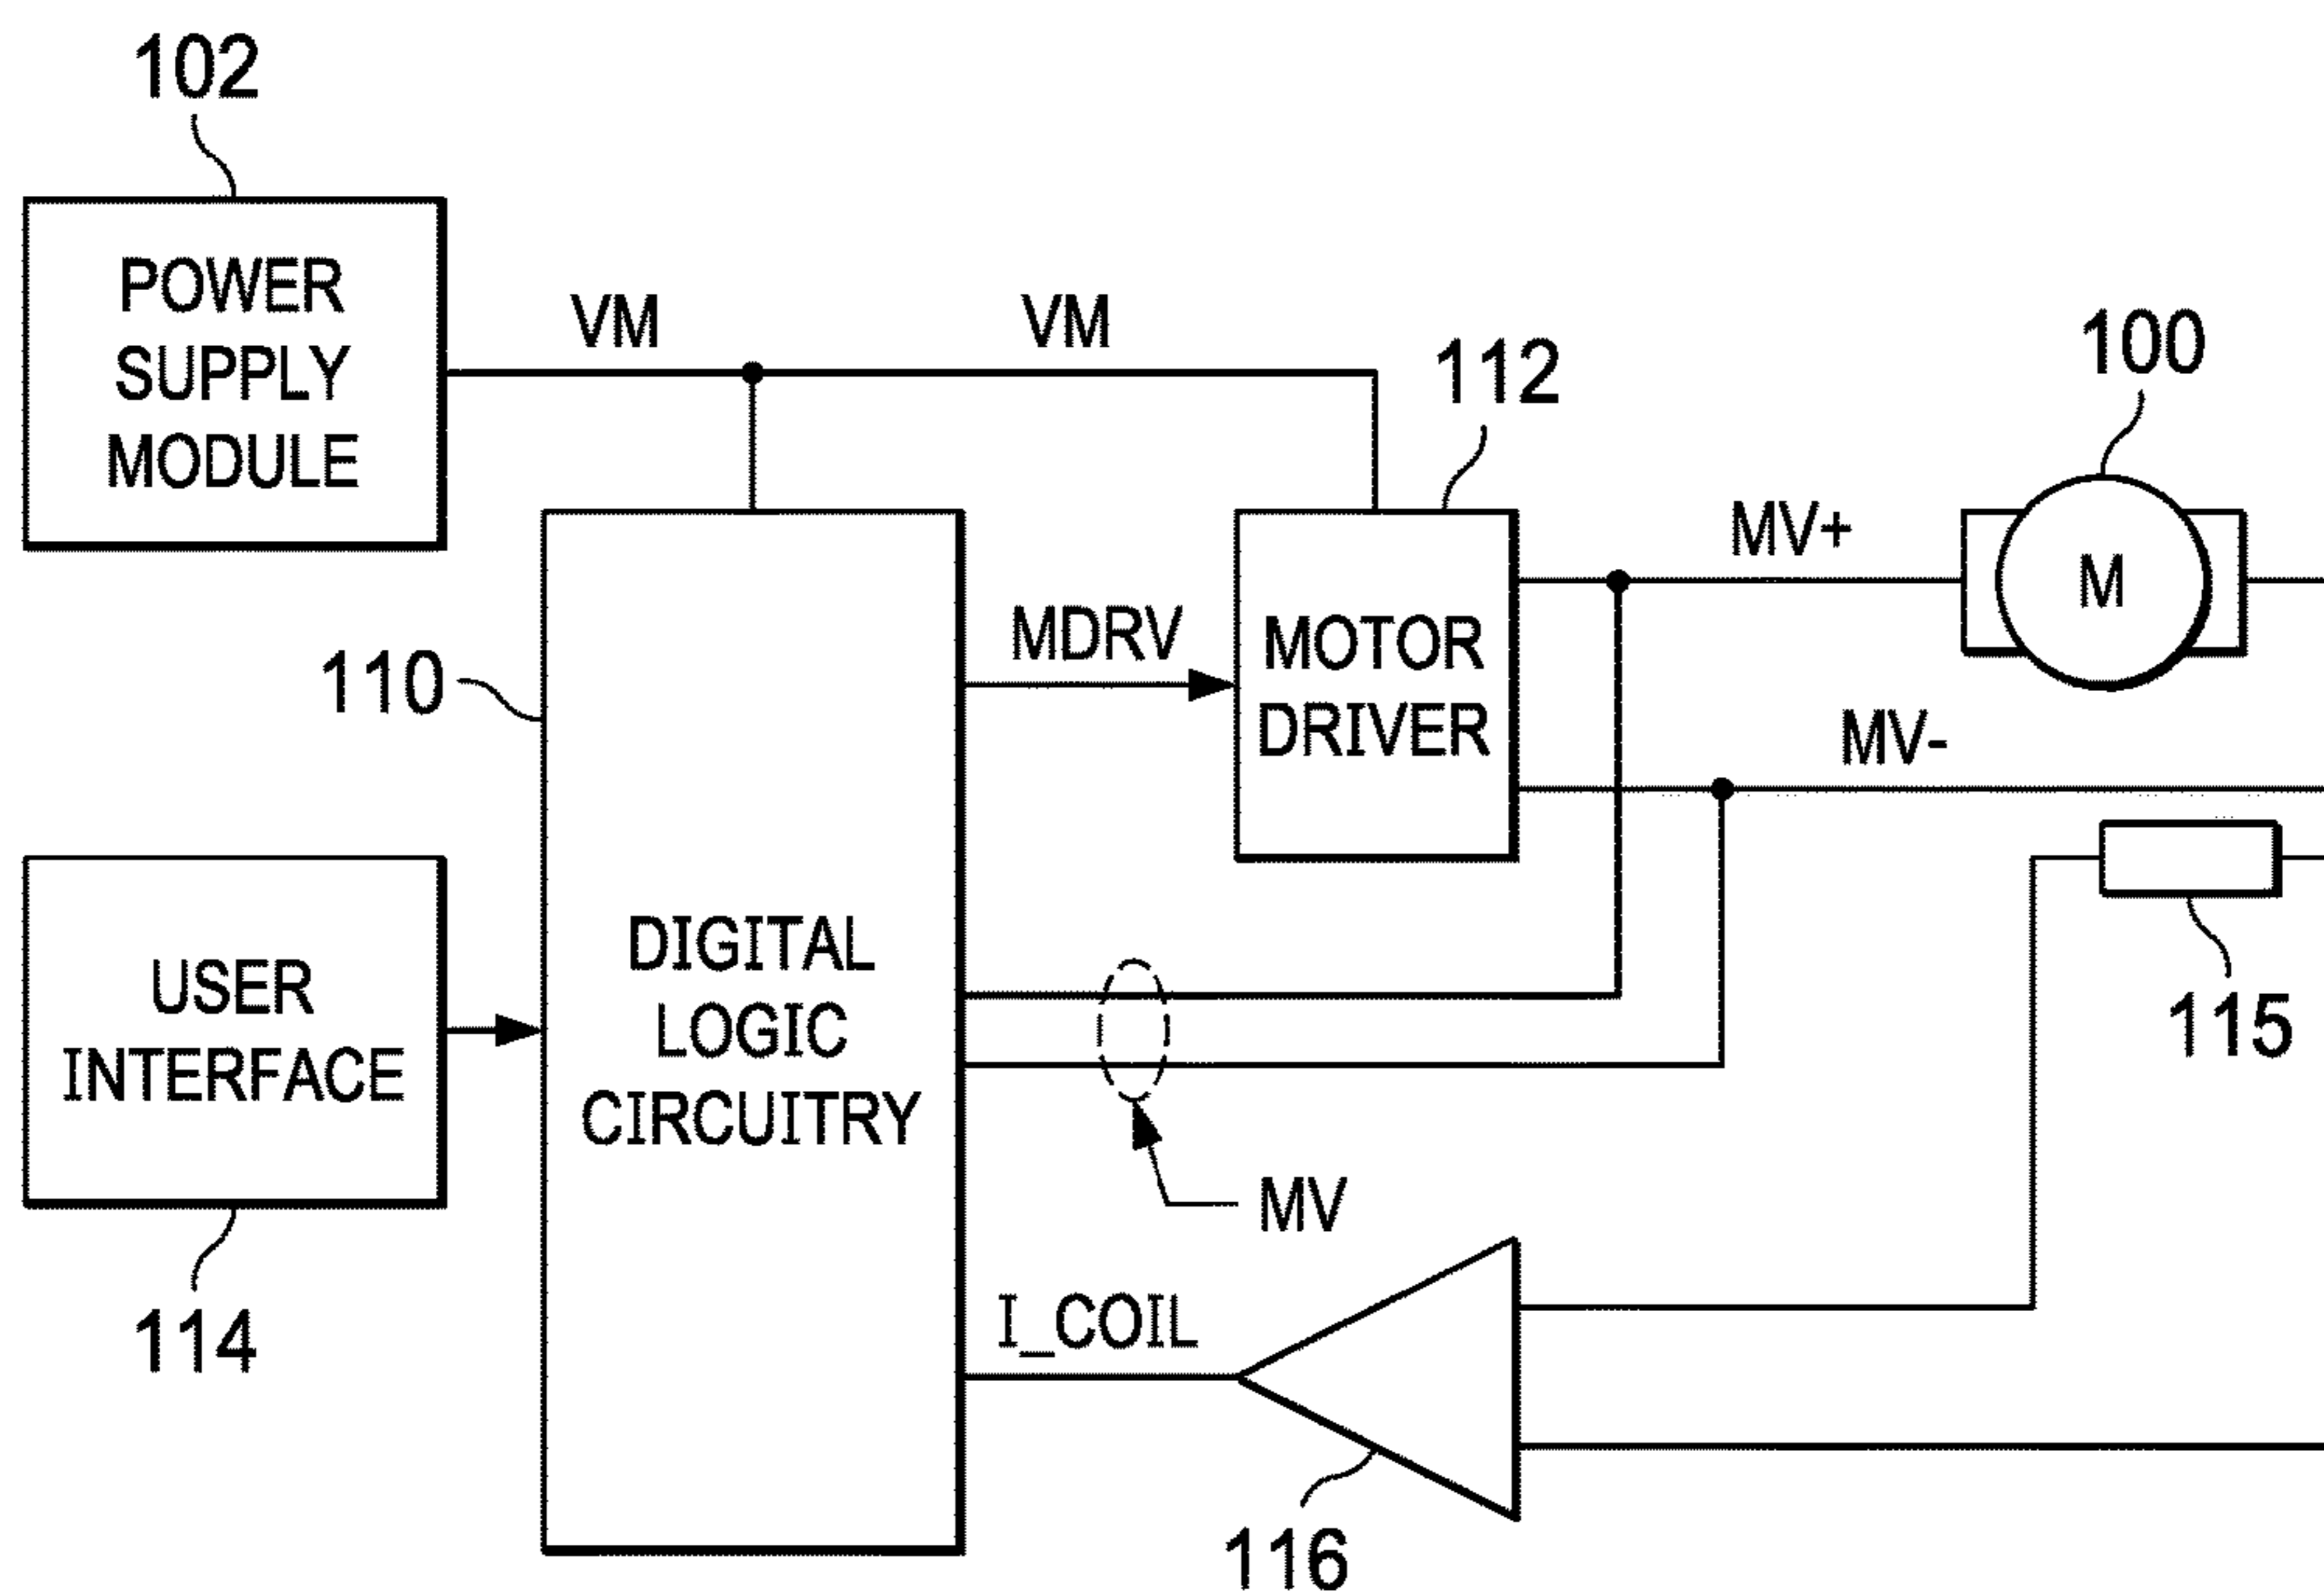 102
POWER
SUPPLY
MODULE
VM
VM
112
100
MV+
M
MDRV
MOTOR
DRIVER
110
MV-
USER
INTERFACE
DIGITAL
LOGIC
CIRCUITRY
115
MV
114
I_COIL
116